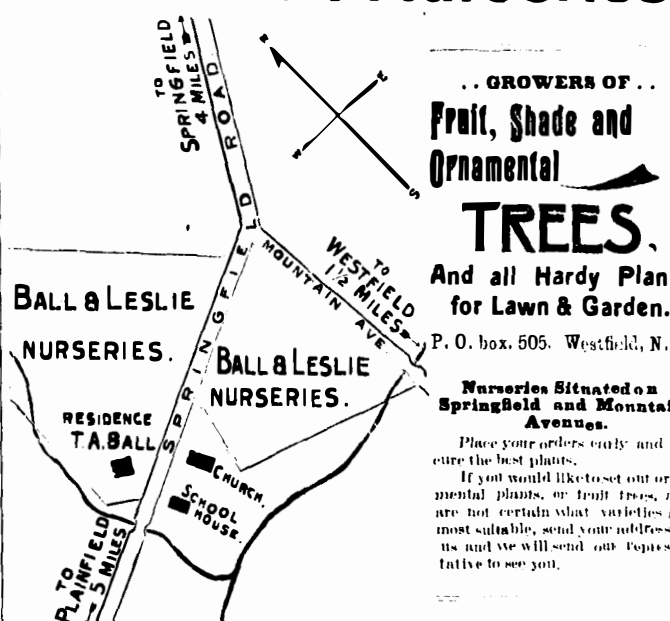 TO
SPRINGFIELD
4 MILES
SPRINGFIELD ROAD
MOUNTAIN AVE
TO
WESTFIELD
1½ MILES
BALL & LESLIE
NURSERIES.
BALL & LESLIE
NURSERIES.
RESIDENCE
T.A. BALL
CHURCH.
SCHOOL
HOUSE.
TO
PLAINFIELD
5 MILES
S
. . GROWERS OF . .
Fruit, Shade and
Ornamental
TREES.
And all Hardy Plan
for Lawn & Garden.
P. O. box. 505. Westfield, N.
Nurseries Situated on
Springfield and Mountai
Avenues.
Place your orders early and
cure the best plants.
If you would like to set out or
mental plants, or fruit trees,
are not certain what varieties
most suitable, send your address
us and we will send our repres
tative to see you.